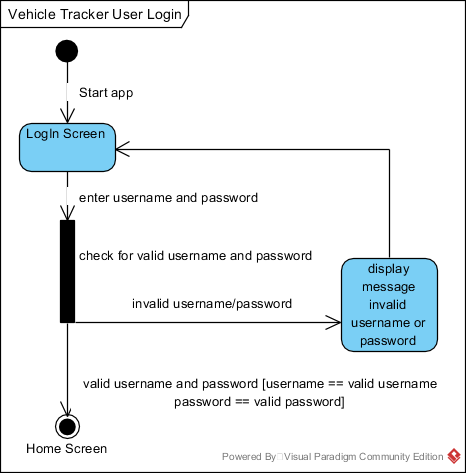 Vehicle Tracker User Login
Start app
LogIn Screen
enter username and password
check for valid username and password
display
message
invalid
username or
password
invalid username/password
valid username and password [username == valid username
password == valid password]
Home Screen
Powered By Visual Paradigm Community Edition